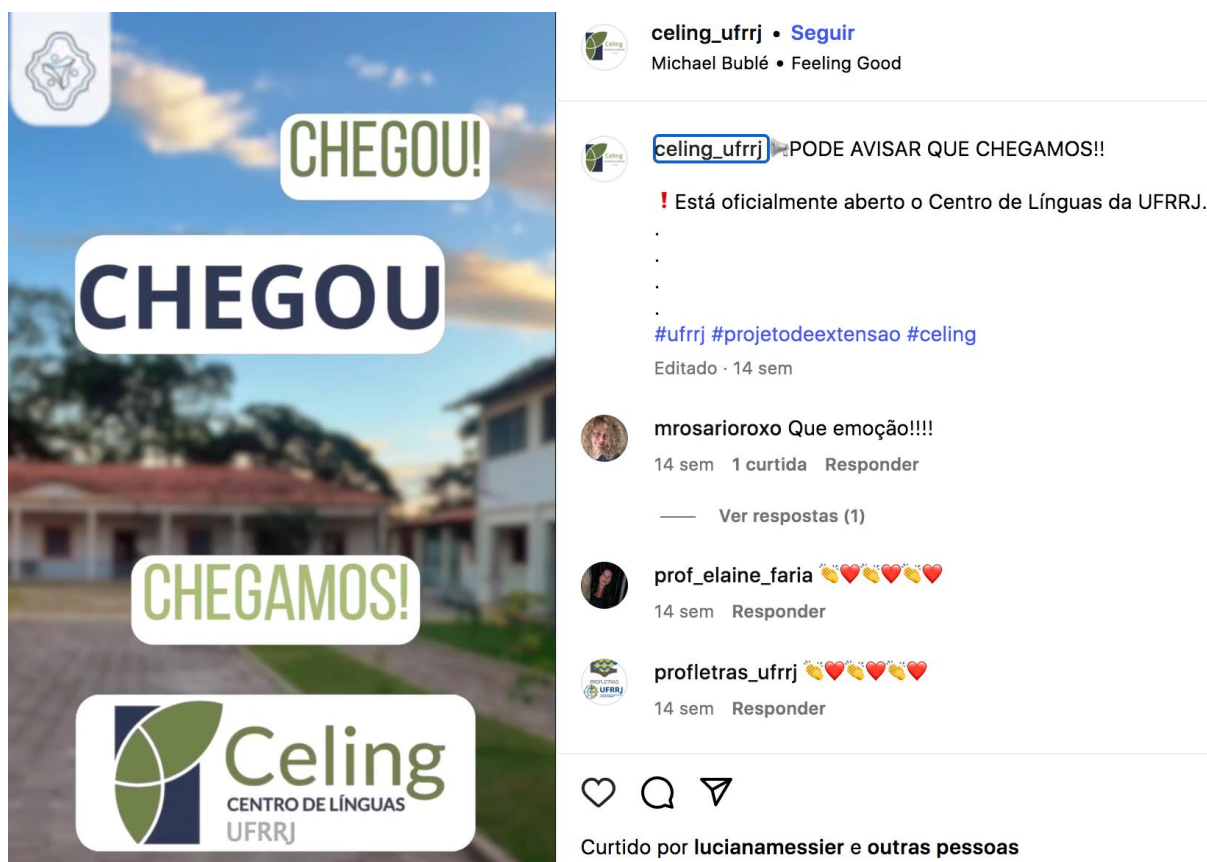 CHEGOU!
CHEGOU
CHEGAMOS!
Celing
CENTRO DE LÍNGUAS
UFRRJ
celing_ufrrj • Seguir
Michael Bublé • Feeling Good
celing_ufrrj 📢PODE AVISAR QUE CHEGAMOS!!
❗Está oficialmente aberto o Centro de Línguas da UFRRJ.
.
.
.
.
#ufrrj #projetodeextensao #celing
Editado · 14 sem
mrosarioroxo Que emoção!!!!
14 sem 1 curtida Responder
Ver respostas (1)
prof_elaine_faria 👏❤️👏❤️👏❤️
14 sem Responder
profletras_ufrrj 👏❤️👏❤️👏❤️
14 sem Responder
Curtido por lucianamessier e outras pessoas